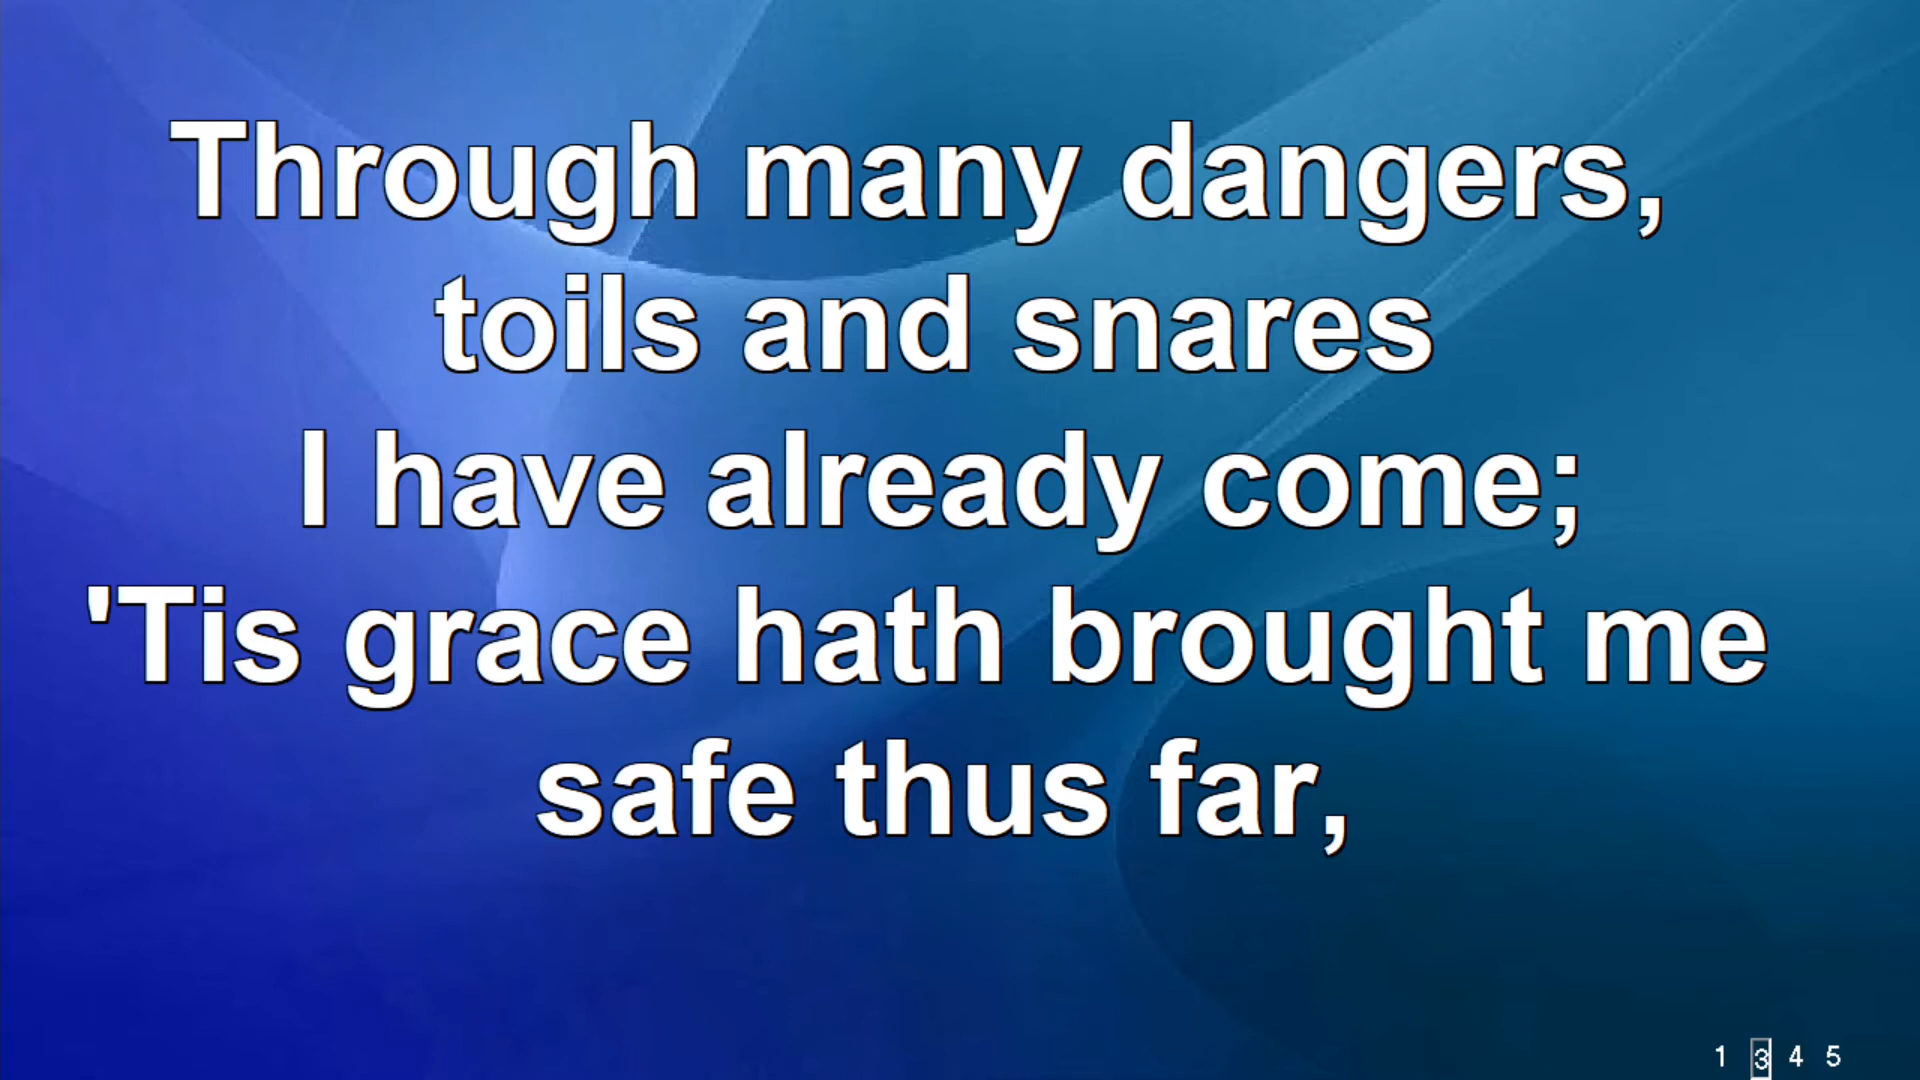 Through many dangers,
toils and snares
I have already come;
'Tis grace hath brought me
safe thus far,
1 3 4 5